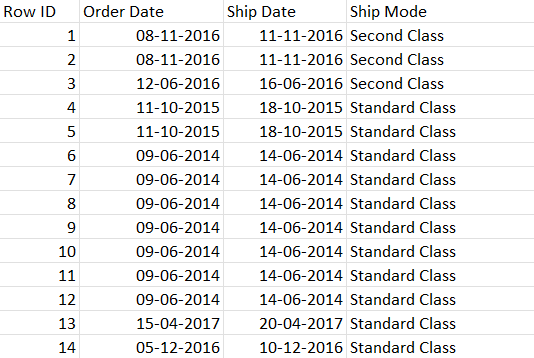 Row ID Order Date Ship Date Ship Mode
1 08-11-2016 11-11-2016 Second Class
2 08-11-2016 11-11-2016 Second Class
3 12-06-2016 16-06-2016 Second Class
4 11-10-2015 18-10-2015 Standard Class
5 11-10-2015 18-10-2015 Standard Class
6 09-06-2014 14-06-2014 Standard Class
7 09-06-2014 14-06-2014 Standard Class
8 09-06-2014 14-06-2014 Standard Class
9 09-06-2014 14-06-2014 Standard Class
10 09-06-2014 14-06-2014 Standard Class
11 09-06-2014 14-06-2014 Standard Class
12 09-06-2014 14-06-2014 Standard Class
13 15-04-2017 20-04-2017 Standard Class
14 05-12-2016 10-12-2016 Standard Class